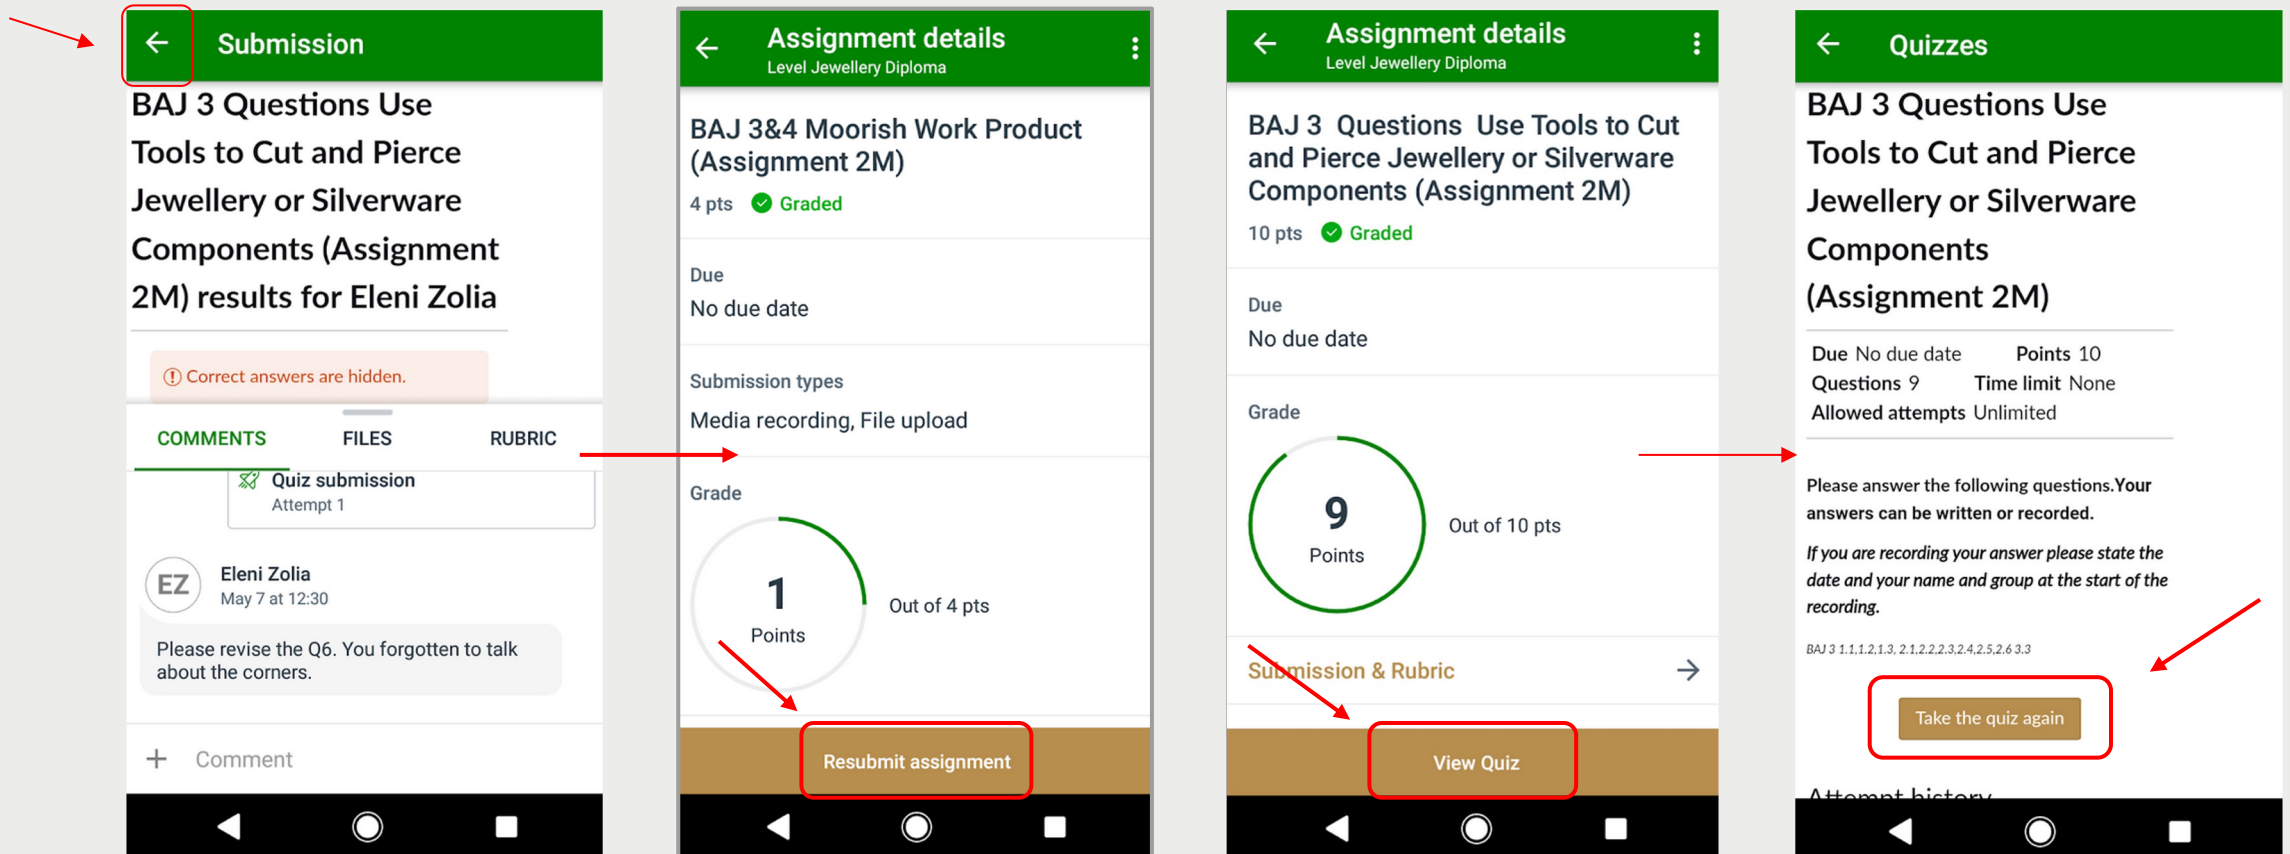 Submission
BAJ 3 Questions Use
Tools to Cut and Pierce
Jewellery or Silverware
Components (Assignment
2M) results for Eleni Zolia
Correct answers are hidden.
COMMENTS FILES RUBRIC
Quiz submission
Attempt 1
EZ
Eleni Zolia
May 7 at 12:30
Please revise the Q6. You forgotten to talk
about the corners.
+ Comment
Assignment details
Level Jewellery Diploma
BAJ 3&4 Moorish Work Product
(Assignment 2M)
4 pts Graded
Due
No due date
Submission types
Media recording, File upload
Grade
1
Points
Out of 4 pts
Resubmit assignment
Assignment details
Level Jewellery Diploma
BAJ 3 Questions Use Tools to Cut
and Pierce Jewellery or Silverware
Components (Assignment 2M)
10 pts Graded
Due
No due date
Grade
9
Points
Out of 10 pts
Submission & Rubric
View Quiz
Quizzes
BAJ 3 Questions Use
Tools to Cut and Pierce
Jewellery or Silverware
Components
(Assignment 2M)
Due No due date Points 10
Questions 9 Time limit None
Allowed attempts Unlimited
Please answer the following questions.Your
answers can be written or recorded.
If you are recording your answer please state the
date and your name and group at the start of the
recording.
BAJ 3 1.1,1.2,1.3, 2.1,2.2,2.3,2.4,2.5,2.6 3.3
Take the quiz again
Attempt history